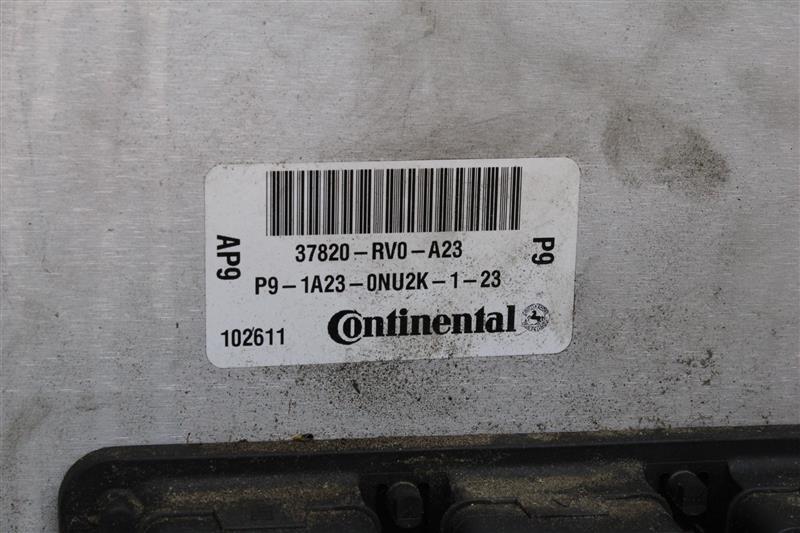 37820-RV0-A23
AP9
P9
P9-1A23-0NU2K-1-23
102611
Continental